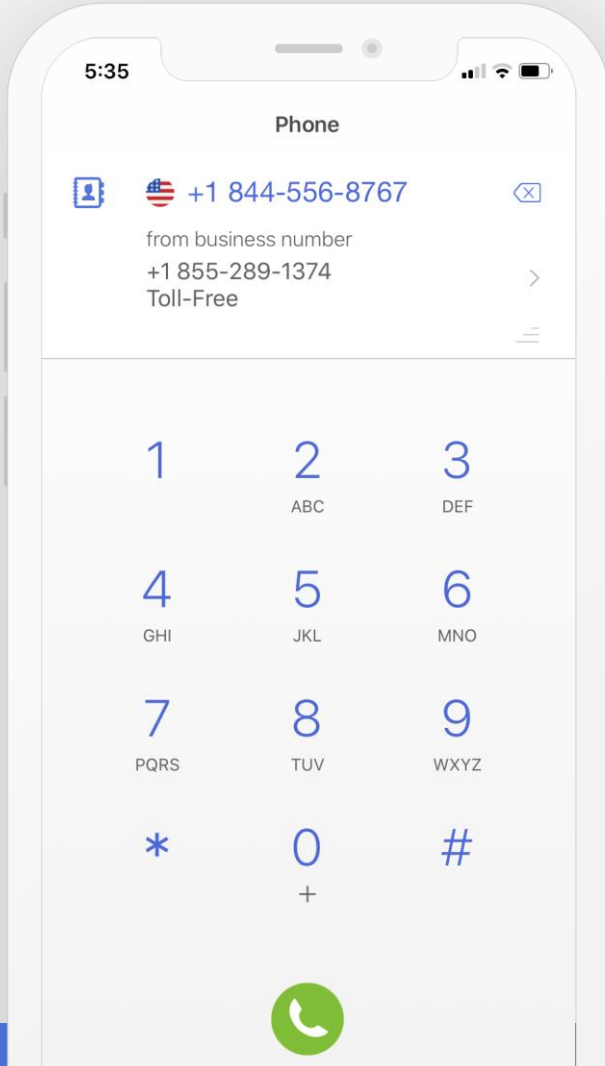 5:35
Phone
+1 844-556-8767
from business number
+1 855-289-1374
Toll-Free
1 2 3
ABC DEF
4 5 6
GHI JKL MNO
7 8 9
PQRS TUV WXYZ
* 0 #
+